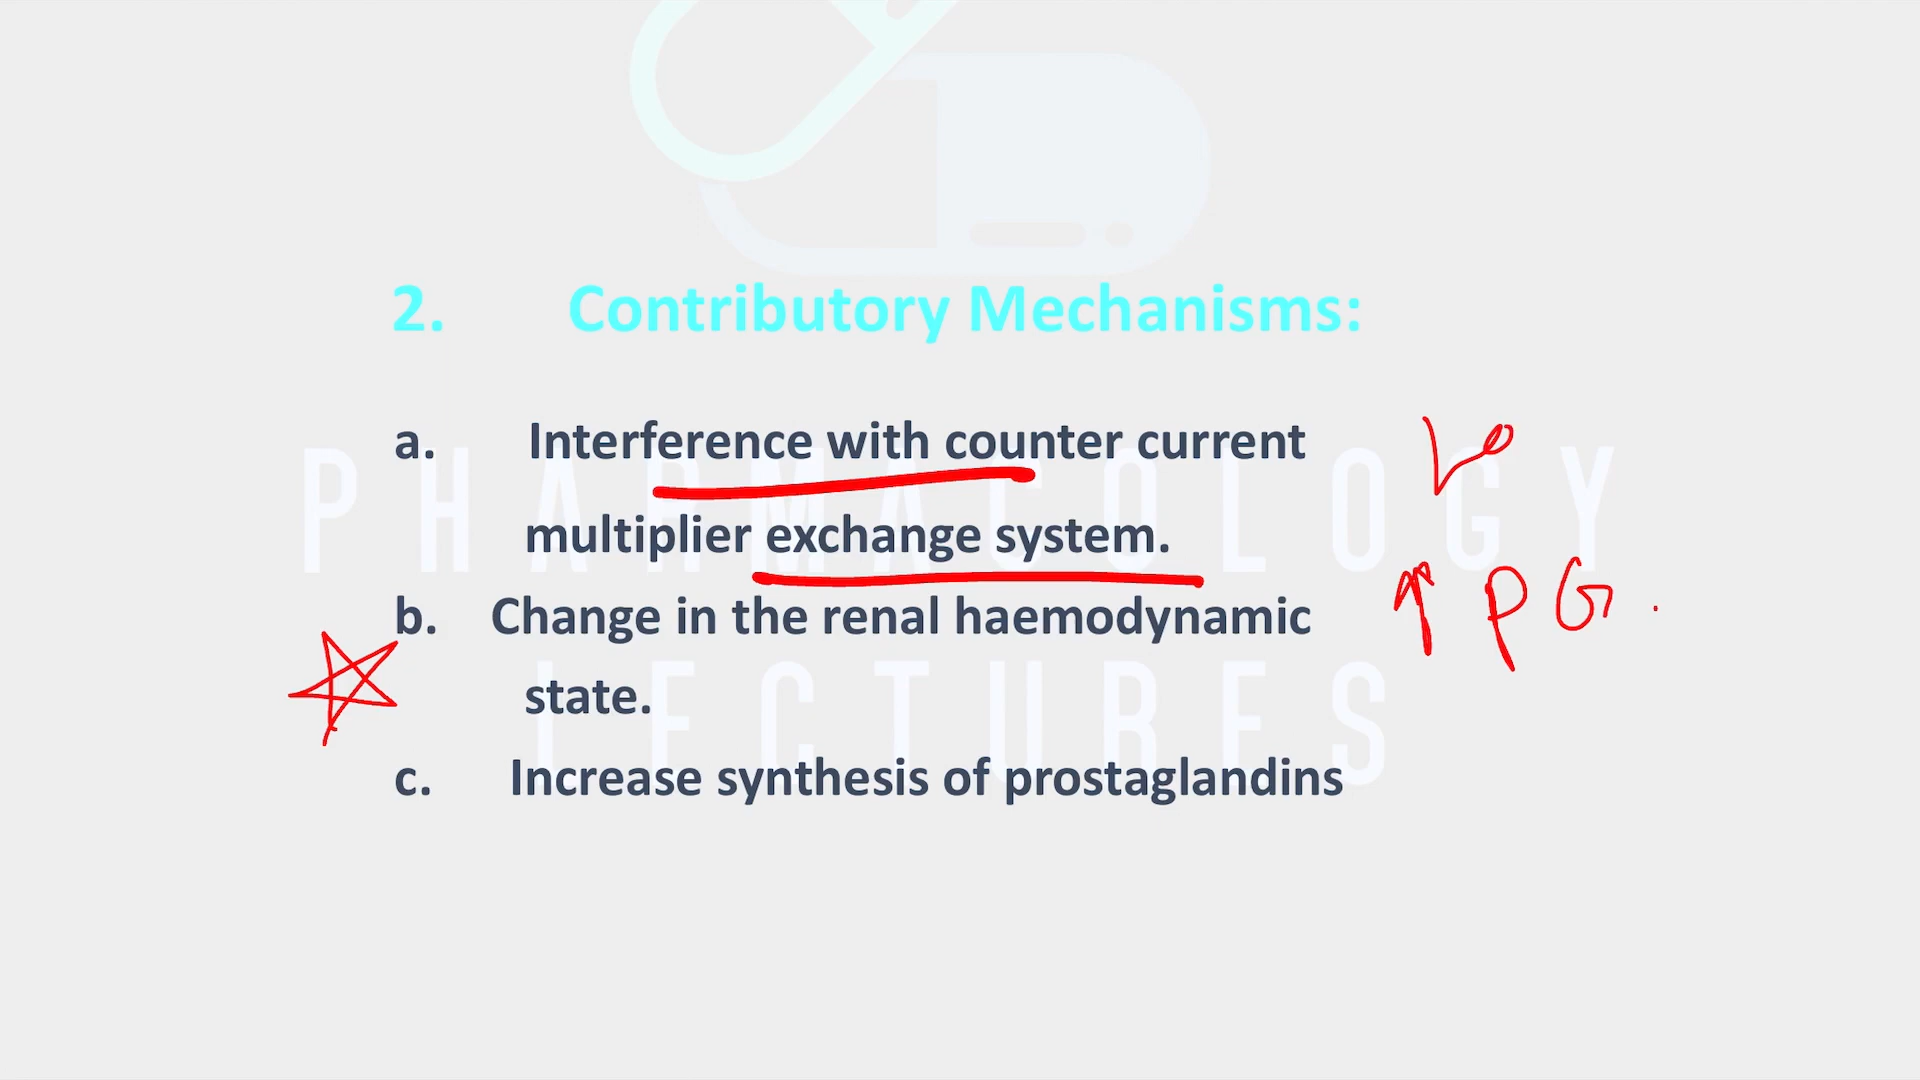 2. Contributory Mechanisms:
a. Interference with counter current
multiplier exchange system.
b. Change in the renal haemodynamic
state.
c. Increase synthesis of prostaglandins
↑ PG.
PHARMACOLOGY
LECTURES